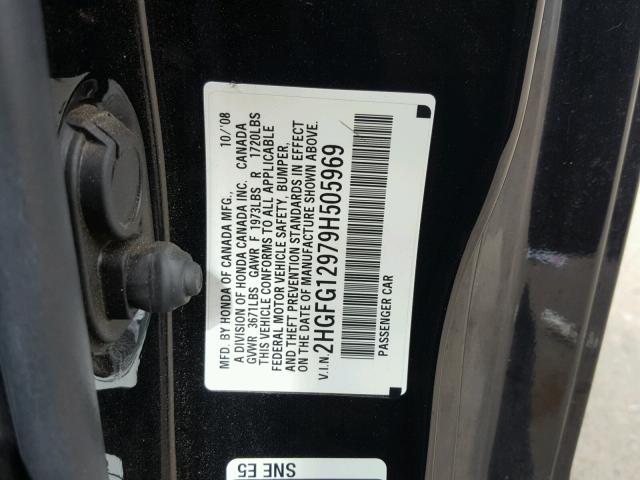 MFD. BY HONDA OF CANADA MFG., 10/'08
A DIVISION OF HONDA CANADA INC. CANADA
GVWR 3671LBS GAWR F 1973LBS R 1720LBS
THIS VEHICLE CONFORMS TO ALL APPLICABLE
FEDERAL MOTOR VEHICLE SAFETY, BUMPER,
AND THEFT PREVENTION STANDARDS IN EFFECT
ON THE DATE OF MANUFACTURE SHOWN ABOVE.
V.I.N. 2HGFG12979H505969
PASSENGER CAR
SNE E5